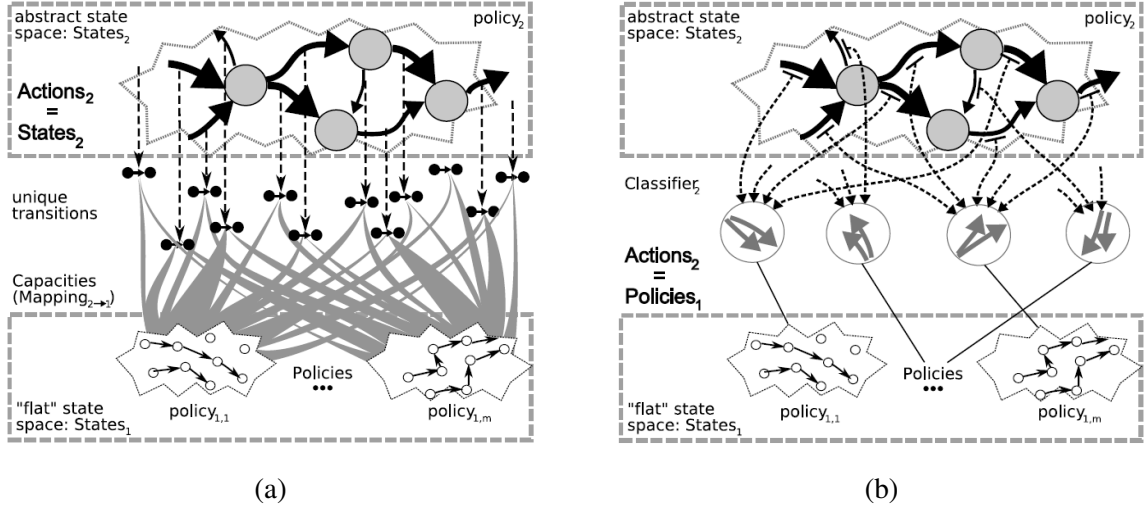 abstract state
space: States2
policy2
Actions2
=
States2
unique
transitions
Capacities
(Mapping2→1)
Policies
•••
"flat" state
space: States1
policy1,1
policy1,m
(a)
abstract state
space: States2
policy2
Classifier2
Actions2
=
Policies1
Policies
•••
"flat" state
space: States1
policy1,1
policy1,m
(b)